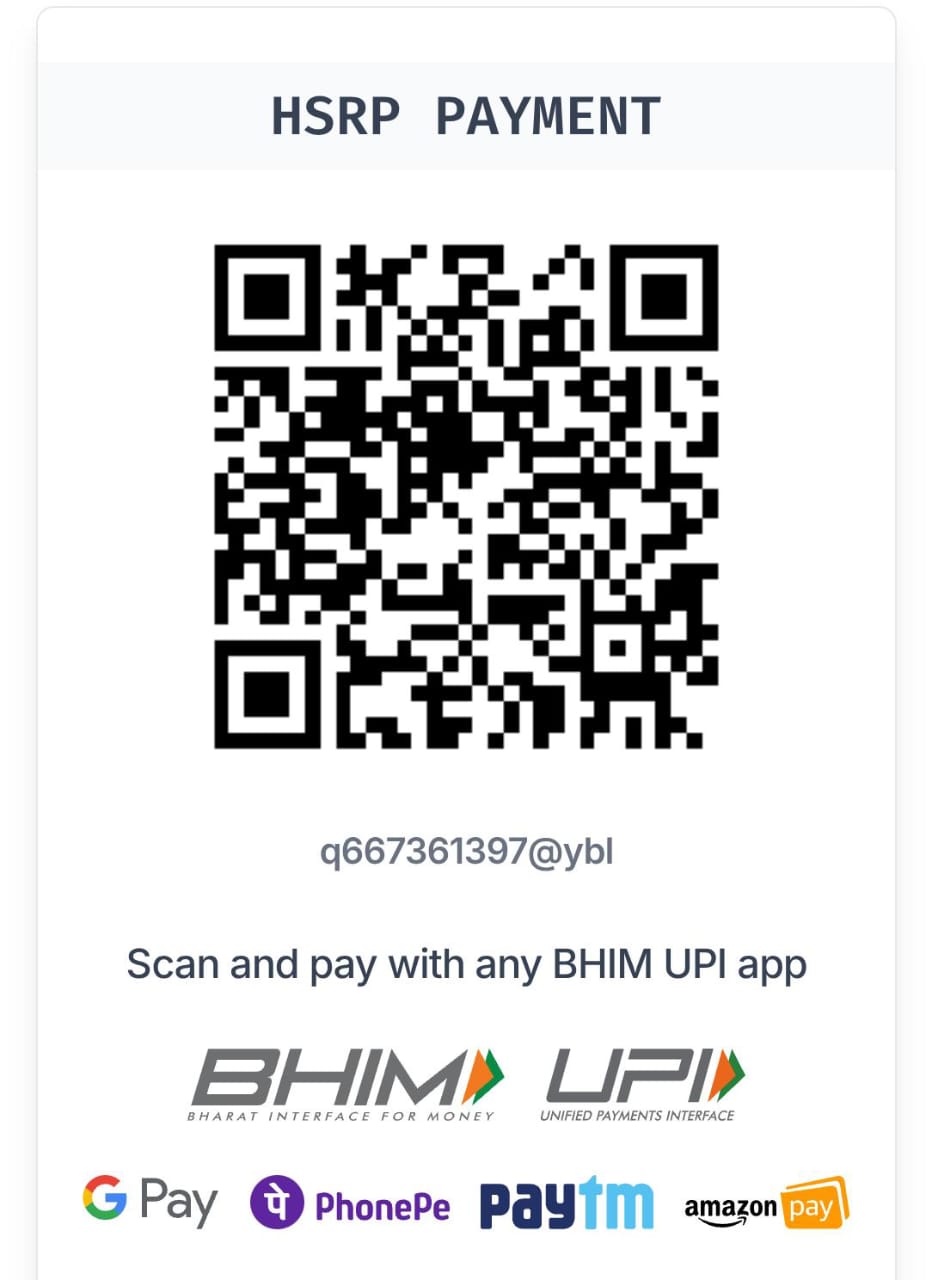 HSRP PAYMENT
q667361397@ybl
Scan and pay with any BHIM UPI app
BHIM UPI
BHARAT INTERFACE FOR MONEY UNIFIED PAYMENTS INTERFACE
G Pay पे PhonePe paytm amazon pay